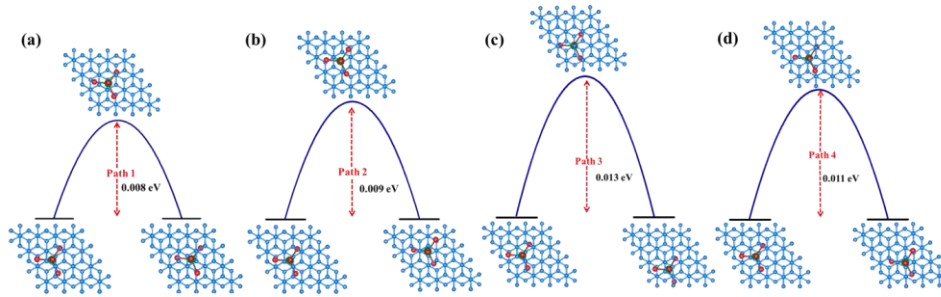 (a)
Path 1
0.008 eV
(b)
Path 2
0.009 eV
(c)
Path 3
0.013 eV
(d)
Path 4
0.011 eV